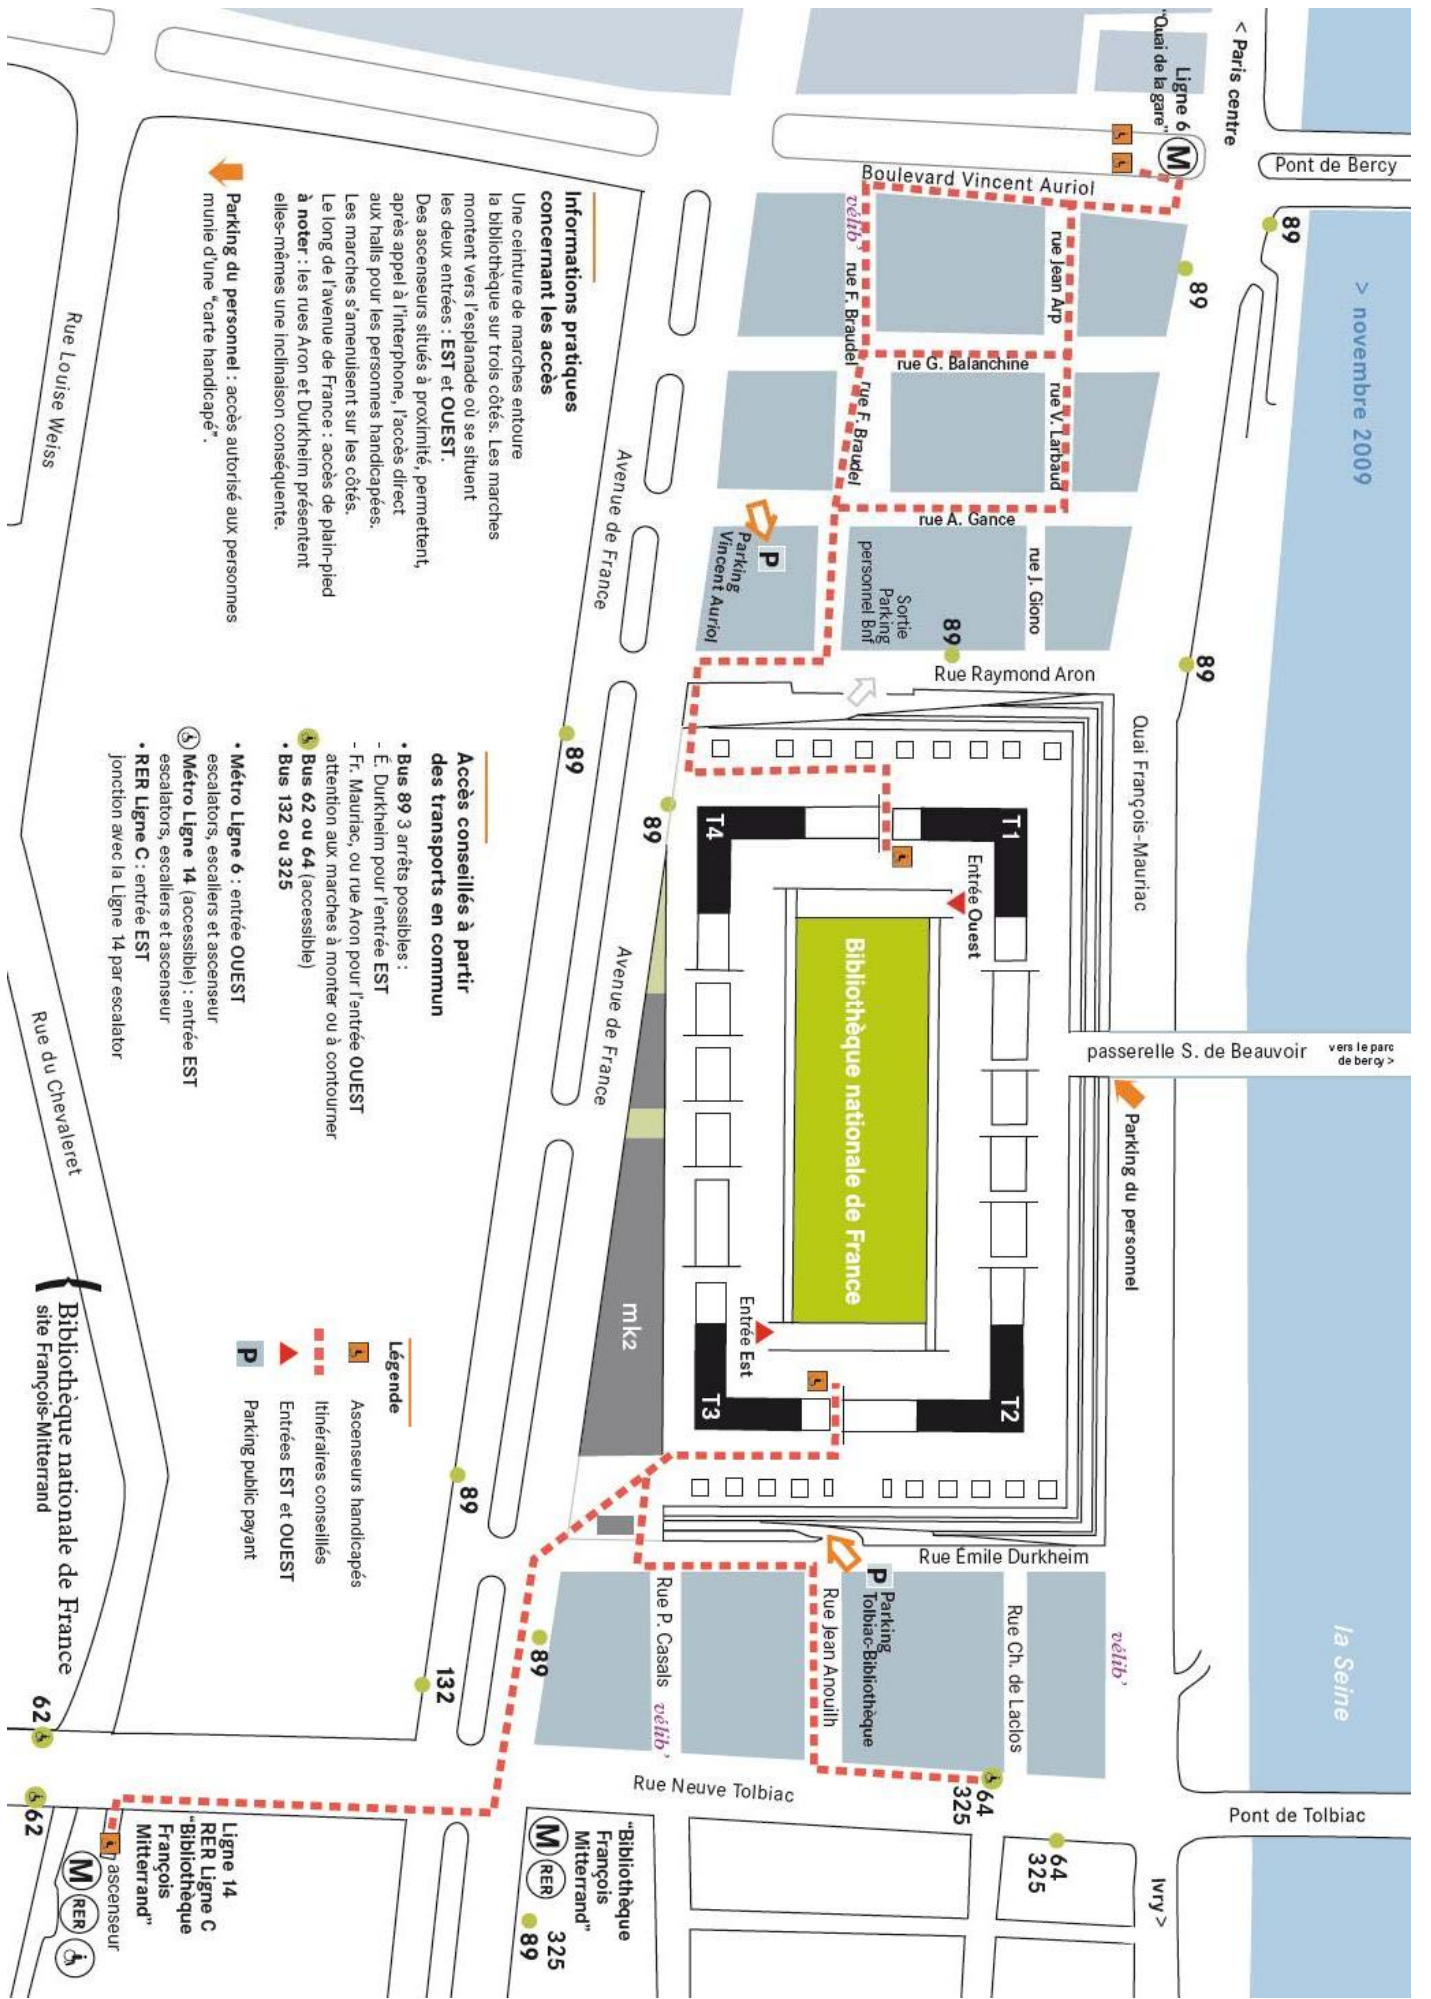 > novembre 2009
la Seine
< Paris centre
Pont de Bercy
Ligne 6
"Quai de la gare"
M
Boulevard Vincent Auriol
89
89
89
vélib'
rue F. Braudel
rue Jean Arp
rue G. Balanchine
rue F. Braudel
rue V. Larbaud
rue A. Gance
rue J. Giono
P
Parking
Vincent Auriol
Sortie
Parking
personnel Bnf
89
Rue Raymond Aron
Quai François-Mauriac
passerelle S. de Beauvoir
vers le parc
de bercy >
Parking du personnel
T1
T4
T2
T3
Entrée Ouest
Bibliothèque nationale de France
Entrée Est
mk2
Avenue de France
Avenue de France
89
89
89
89
132
Rue Émile Durkheim
P
Parking
Tolbiac-Bibliothèque
Rue Jean Anouilh
Rue P. Casals
vélib'
Rue Ch. de Laclos
vélib'
Rue Neuve Tolbiac
64
325
64
325
Pont de Tolbiac
Ivry >
"Bibliothèque
François
Mitterrand"
M
RER
325
89
Ligne 14
RER Ligne C
"Bibliothèque
François
Mitterrand"
ascenseur
M
RER
62
62
Rue Louise Weiss
Rue du Chevaleret
Informations pratiques
concernant les accès
Une ceinture de marches entoure
la bibliothèque sur trois côtés. Les marches
montent vers l'esplanade où se situent
les deux entrées : EST et OUEST.
Des ascenseurs situés à proximité, permettent,
après appel à l'interphone, l'accès direct
aux halls pour les personnes handicapées.
Les marches s'amenuisent sur les côtés.
Le long de l'avenue de France : accès de plain-pied
à noter : les rues Aron et Durkheim présentent
elles-mêmes une inclinaison conséquente.
Parking du personnel : accès autorisé aux personnes
munie d'une "carte handicapé".
Accès conseillés à partir
des transports en commun
• Bus 89 3 arrêts possibles :
- É. Durkheim pour l'entrée EST
- Fr. Mauriac, ou rue Aron pour l'entrée OUEST
attention aux marches à monter ou à contourner
Bus 62 ou 64 (accessible)
• Bus 132 ou 325
• Métro Ligne 6 : entrée OUEST
escalators, escaliers et ascenseur
Métro Ligne 14 (accessible) : entrée EST
escalators, escaliers et ascenseur
• RER Ligne C : entrée EST
jonction avec la Ligne 14 par escalator
Légende
Ascenseurs handicapés
Itinéraires conseillés
Entrées EST et OUEST
P Parking public payant
Bibliothèque nationale de France
site François-Mitterrand